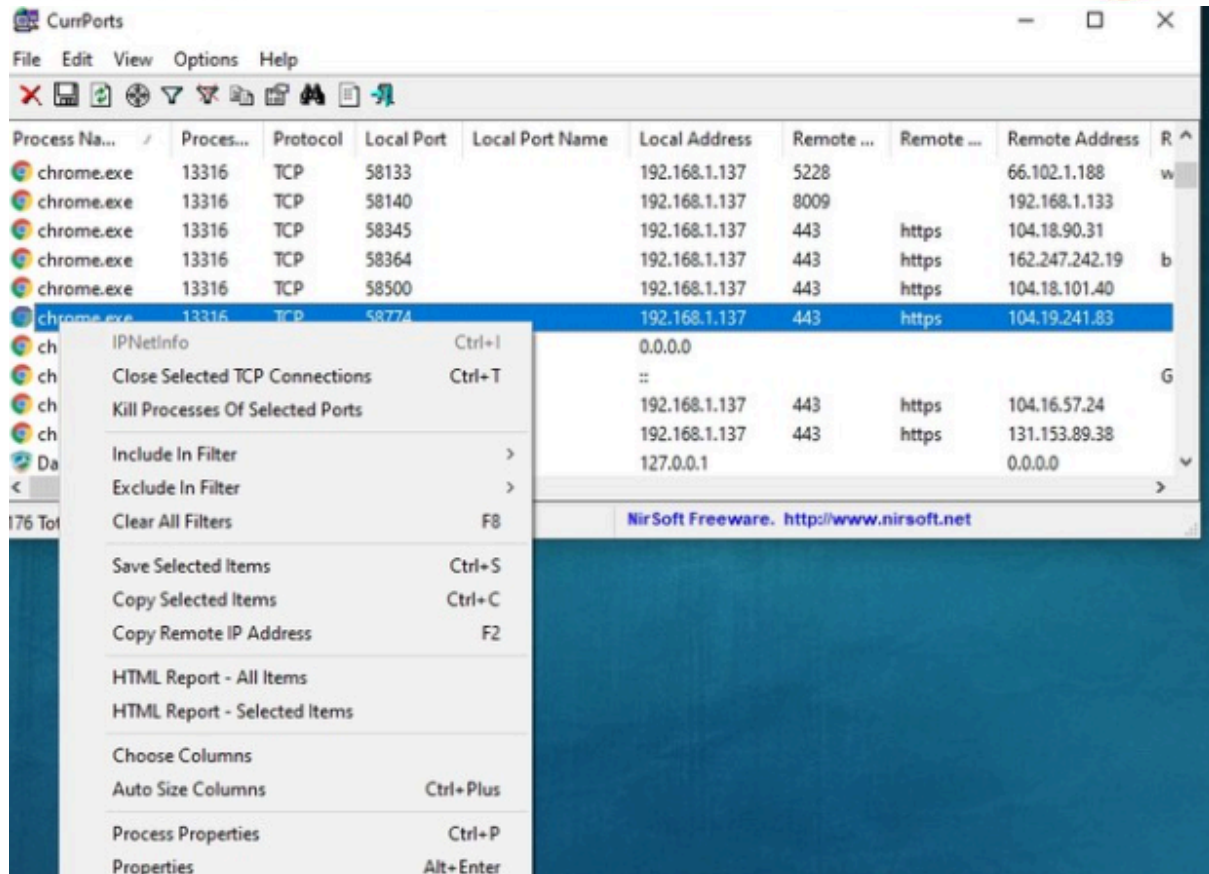 CurrPorts
File Edit View Options Help
Process Na... / Proces... Protocol Local Port Local Port Name Local Address Remote ... Remote ... Remote Address R
chrome.exe 13316 TCP 58133 192.168.1.137 5228 66.102.1.188 w
chrome.exe 13316 TCP 58140 192.168.1.137 8009 192.168.1.133
chrome.exe 13316 TCP 58345 192.168.1.137 443 https 104.18.90.31
chrome.exe 13316 TCP 58364 192.168.1.137 443 https 162.247.242.19 b
chrome.exe 13316 TCP 58500 192.168.1.137 443 https 104.18.101.40
chrome.exe 13316 TCP 58774 192.168.1.137 443 https 104.19.241.83
ch 0.0.0.0
ch :: G
ch 192.168.1.137 443 https 104.16.57.24
ch 192.168.1.137 443 https 131.153.89.38
Da 127.0.0.1 0.0.0.0
176 Tot NirSoft Freeware. http://www.nirsoft.net
IPNetInfo Ctrl+I
Close Selected TCP Connections Ctrl+T
Kill Processes Of Selected Ports
Include In Filter >
Exclude In Filter >
Clear All Filters F8
Save Selected Items Ctrl+S
Copy Selected Items Ctrl+C
Copy Remote IP Address F2
HTML Report - All Items
HTML Report - Selected Items
Choose Columns
Auto Size Columns Ctrl+Plus
Process Properties Ctrl+P
Properties Alt+Enter